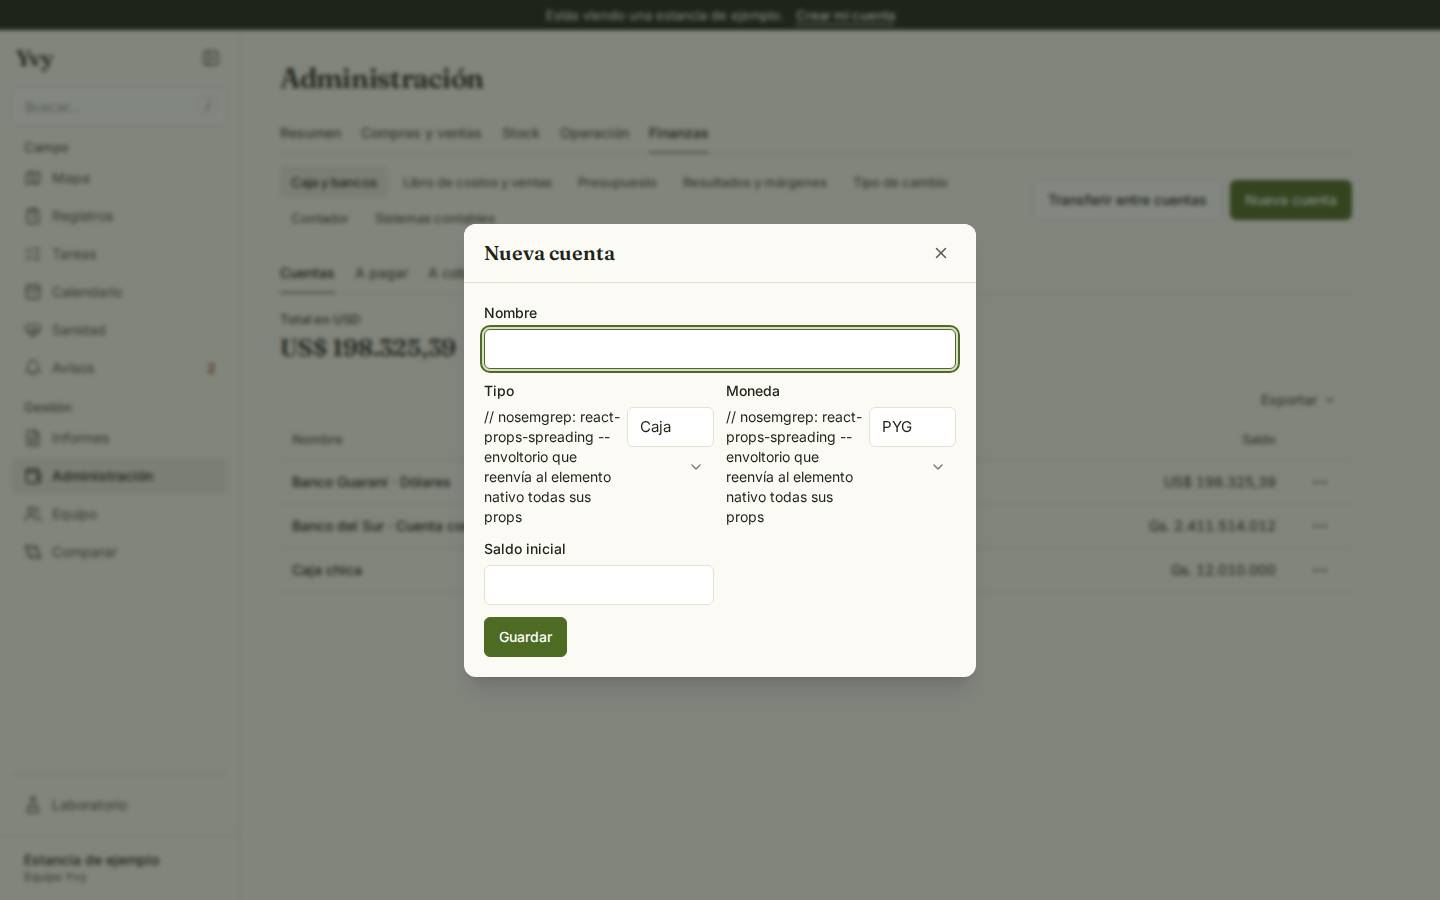 Estás viendo una estancia de ejemplo. Crear mi cuenta
Yvy
Buscar... /
Campo
Mapa
Registros
Tareas
Calendario
Sanidad
Avisos 2
Gestión
Informes
Administración
Equipo
Comparar
Laboratorio
Estancia de ejemplo
Equipo Yvy
Administración
Resumen Compras y ventas Stock Operación Finanzas
Caja y bancos Libro de costos y ventas Presupuesto Resultados y márgenes Tipo de cambio
Contador Sistemas contables
Transferir entre cuentas Nueva cuenta
Cuentas A pagar
Total en USD
US$ 198.325,39
Exportar
Nombre Saldo
Banco Guaraní · Dólares US$ 198.325,39
Banco del Sur · Cuenta Gs. 2.411.514.012
Caja chica Gs. 12.010.000
Nueva cuenta
Nombre
Tipo
// nosemgrep: react-
props-spreading --
envoltorio que
reenvía al elemento
nativo todas sus
props
Caja
Moneda
// nosemgrep: react-
props-spreading --
envoltorio que
reenvía al elemento
nativo todas sus
props
PYG
Saldo inicial
Guardar